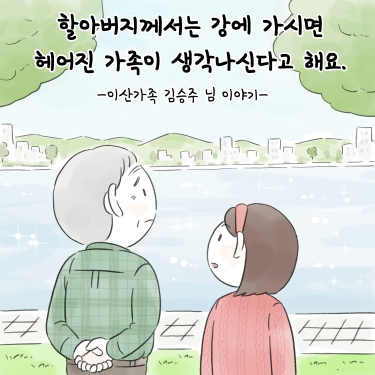 할아버지께서는 강에 가시면
헤어진 가족이 생각나신다고 해요.
-이산가족 김승주 님 이야기-